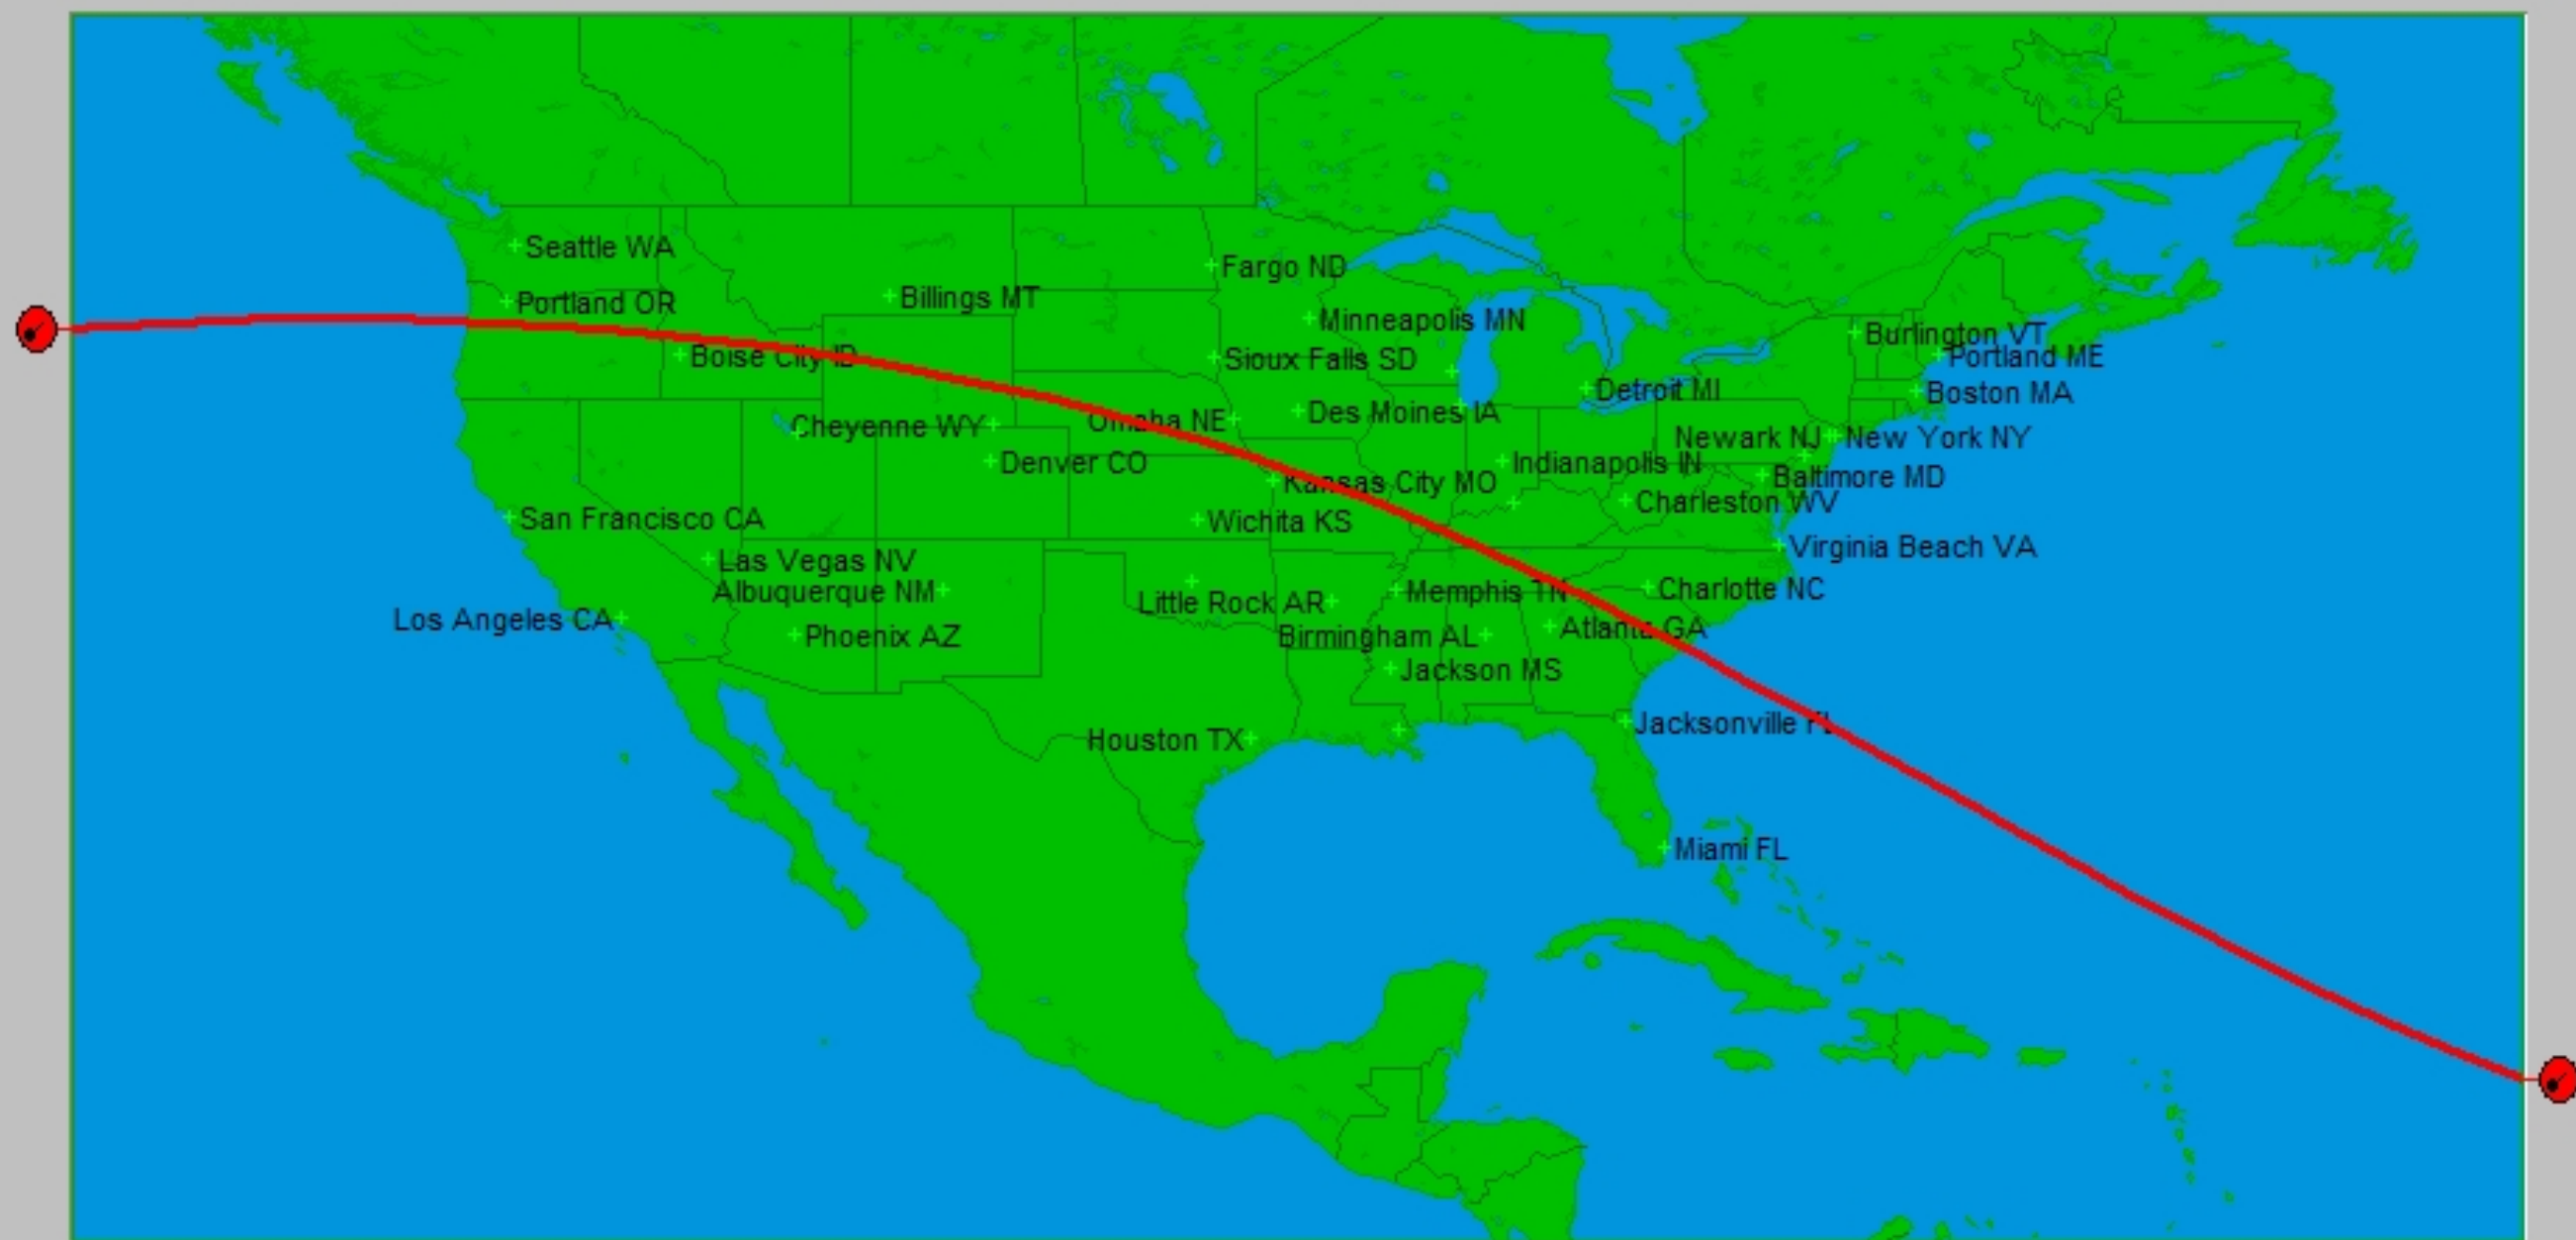 Seattle WA
Fargo ND
Billings MT
Portland OR
Minneapolis MN
Burlington VT
Portland ME
Boise City ID
Sioux Falls SD
Detroit MI
Boston MA
Des Moines IA
Omaha NE
Cheyenne WY
Newark NJ
New York NY
Denver CO
Indianapolis IN
Baltimore MD
Kansas City MO
Charleston WV
San Francisco CA
Wichita KS
Virginia Beach VA
Las Vegas NV
Albuquerque NM
Memphis TN
Charlotte NC
Little Rock AR
Los Angeles CA
Phoenix AZ
Birmingham AL
Atlanta GA
Jackson MS
Jacksonville FL
Houston TX
Miami FL